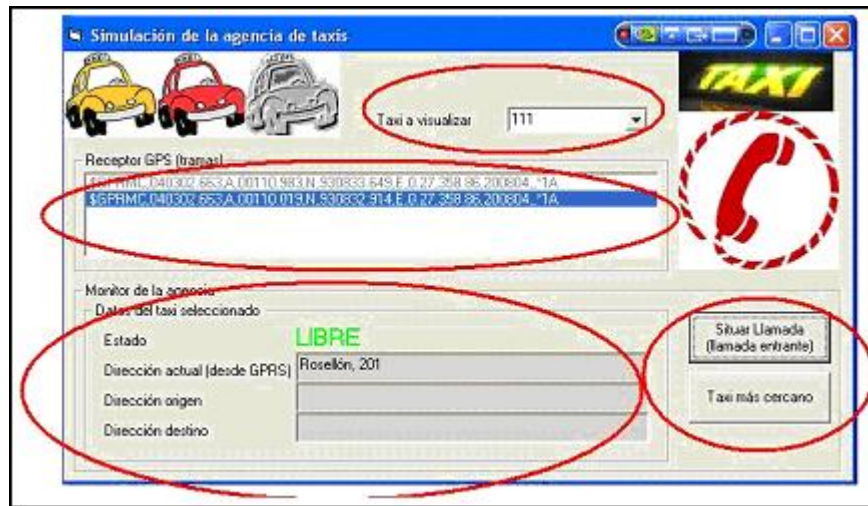 Simulación de la agencia de taxis
TAXI
Taxi a visualizar 111
Receptor GPS (tramas)
$GPRMC,040302.663,A,00110.983,N,930833.649,E,0.27,358.86,200804,,*1A
$GPRMC,040302.663,A,00110.019,N,930832.914,E,0.27,358.86,200804,,*1A
Monitor de la agencia
Datos del taxi seleccionado
Estado LIBRE
Dirección actual (desde GPRS) Rosellón, 201
Dirección origen
Dirección destino
Situar Llamada
(llamada entrante)
Taxi más cercano